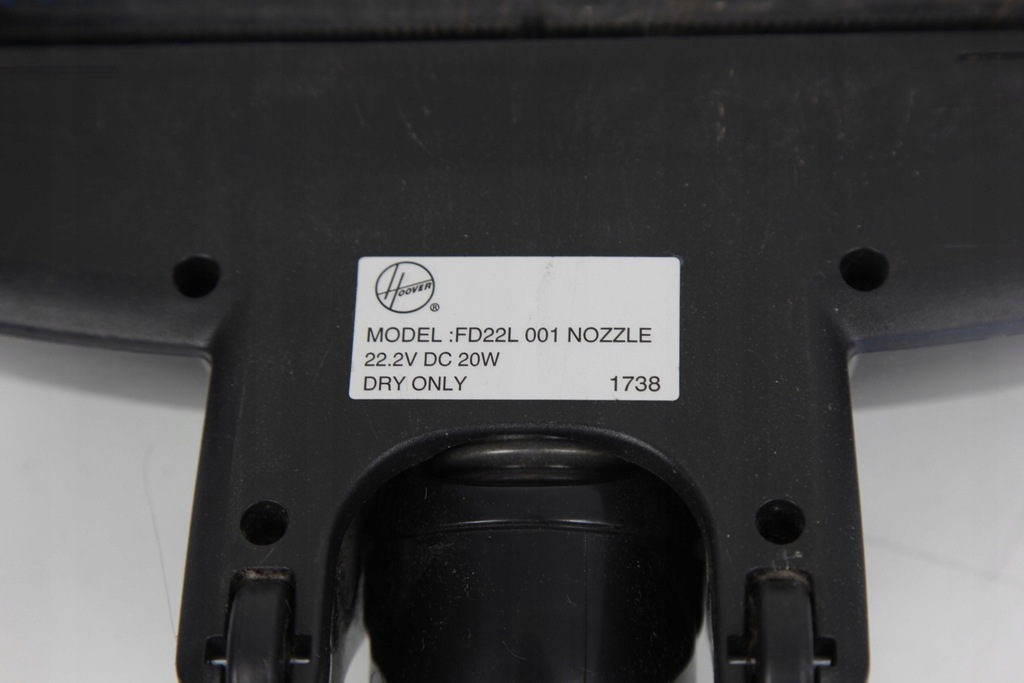 HOOVER ®
MODEL :FD22L 001 NOZZLE
22.2V DC 20W
DRY ONLY 1738